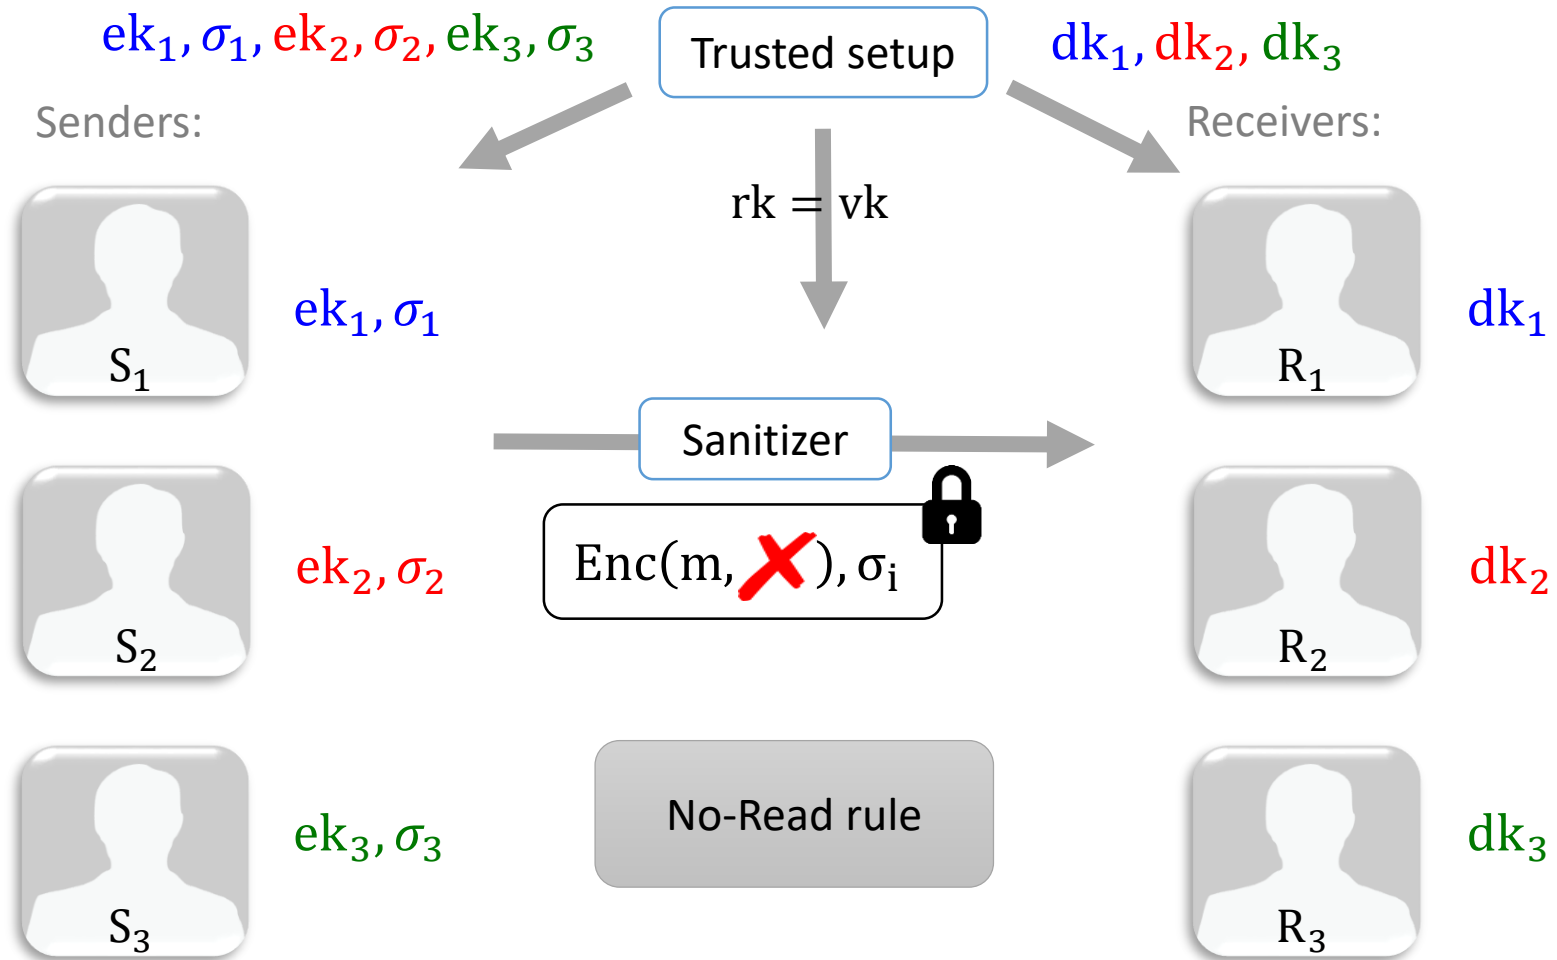 ek₁, σ₁, ek₂, σ₂, ek₃, σ₃
Trusted setup
dk₁, dk₂, dk₃
Senders:
Receivers:
rk = vk
S₁
ek₁, σ₁
R₁
dk₁
Sanitizer
Enc(m, ), σᵢ
S₂
ek₂, σ₂
R₂
dk₂
No-Read rule
S₃
ek₃, σ₃
R₃
dk₃